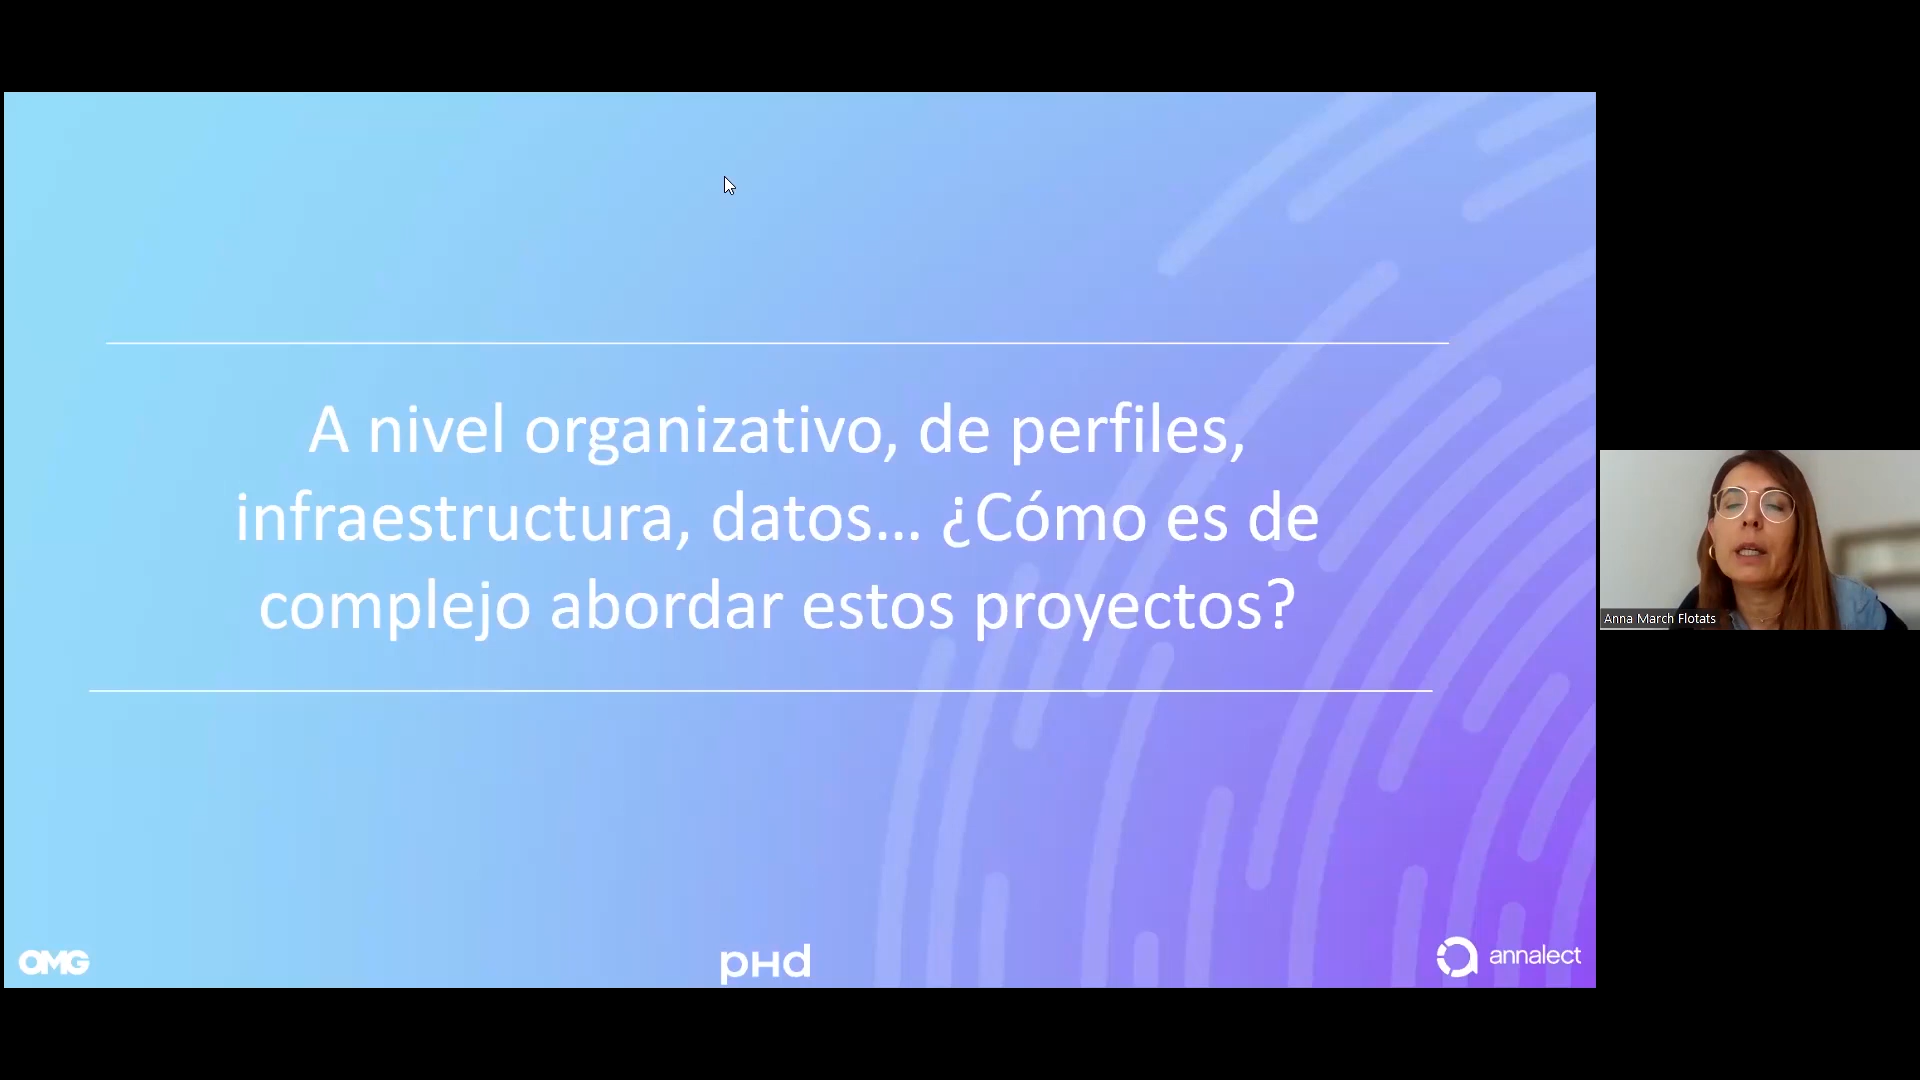 A nivel organizativo, de perfiles,
infraestructura, datos... ¿Cómo es de
complejo abordar estos proyectos?
Anna March Flotats
OMG
phd
annalect